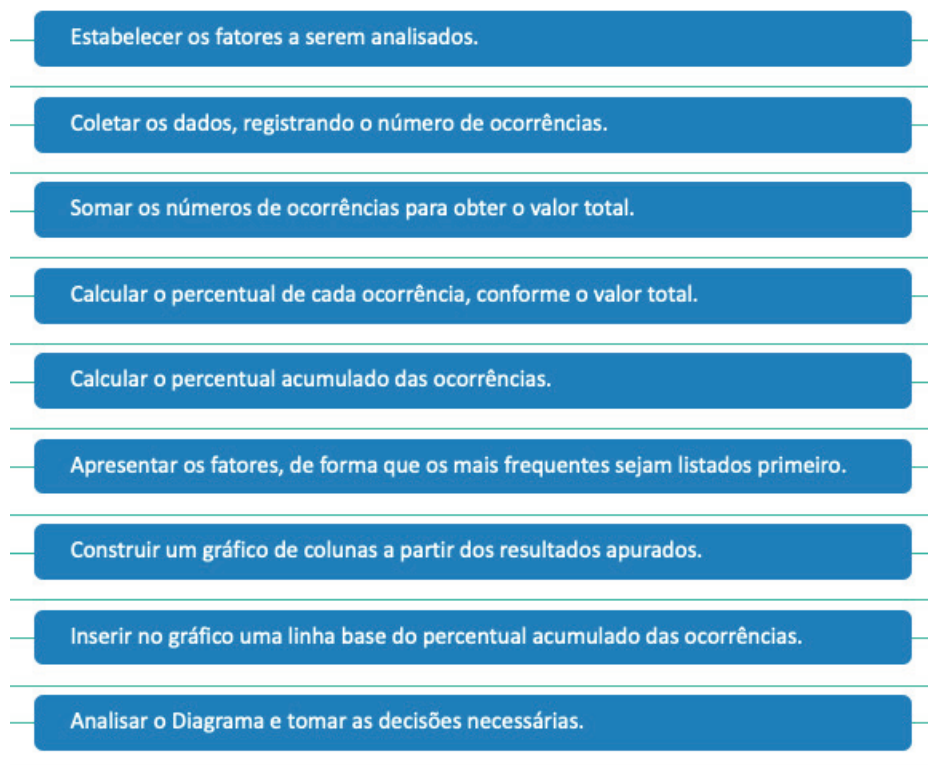 Estabelecer os fatores a serem analisados.
Coletar os dados, registrando o número de ocorrências.
Somar os números de ocorrências para obter o valor total.
Calcular o percentual de cada ocorrência, conforme o valor total.
Calcular o percentual acumulado das ocorrências.
Apresentar os fatores, de forma que os mais frequentes sejam listados primeiro.
Construir um gráfico de colunas a partir dos resultados apurados.
Inserir no gráfico uma linha base do percentual acumulado das ocorrências.
Analisar o Diagrama e tomar as decisões necessárias.